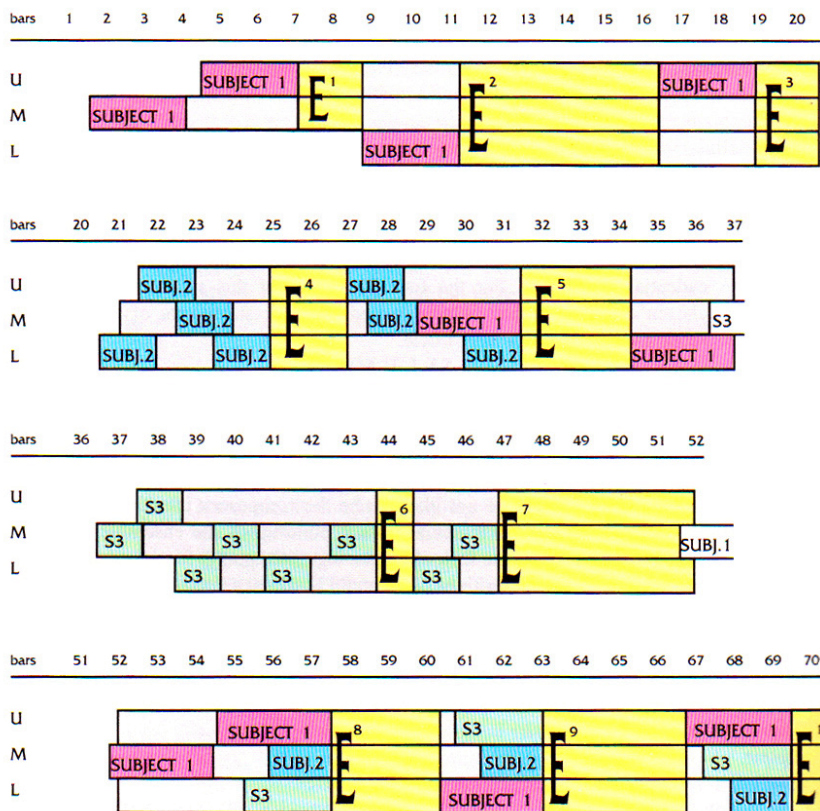 bars 1 2 3 4 5 6 7 8 9 10 11 12 13 14 15 16 17 18 19 20
U SUBJECT 1 E 1 E 2 SUBJECT 1 E 3
M SUBJECT 1
L SUBJECT 1
bars 20 21 22 23 24 25 26 27 28 29 30 31 32 33 34 35 36 37
U SUBJ.2 E 4 SUBJ.2 E 5
M SUBJ.2 SUBJ.2 SUBJECT 1 S3
L SUBJ.2 SUBJ.2 SUBJ.2 SUBJECT 1
bars 36 37 38 39 40 41 42 43 44 45 46 47 48 49 50 51 52
U S3 E 6 E 7
M S3 S3 S3 S3 SUBJ.1
L S3 S3 S3
bars 51 52 53 54 55 56 57 58 59 60 61 62 63 64 65 66 67 68 69 70
U SUBJECT 1 E 8 S3 E 9 SUBJECT 1 E 1
M SUBJECT 1 SUBJ.2 SUBJ.2 S3
L S3 SUBJECT 1 SUBJ.2